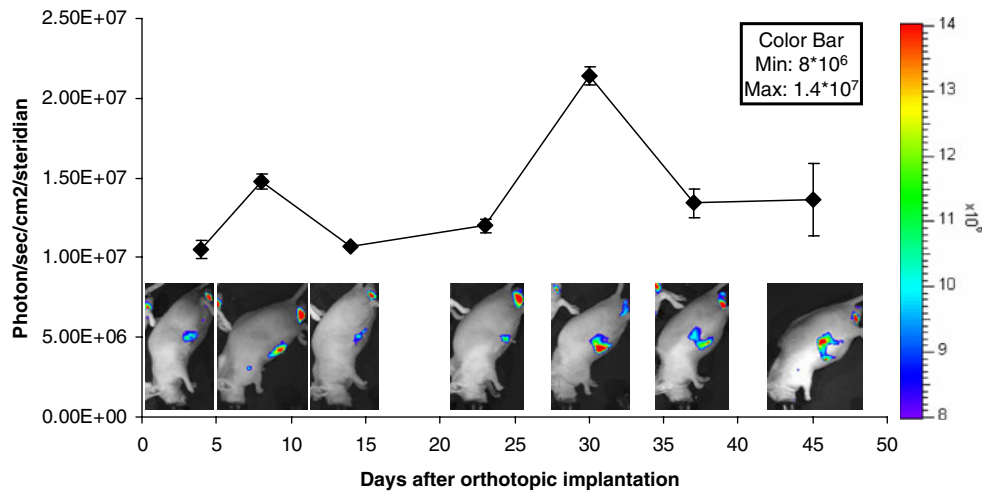 2.50E+07
2.00E+07
1.50E+07
1.00E+07
5.00E+06
0.00E+00
Photon/sec/cm2/steridian
0 5 10 15 20 25 30 35 40 45 50
Days after orthotopic implantation
Color Bar
Min: 8*10⁶
Max: 1.4*10⁷
14
13
12
11
10
9
8